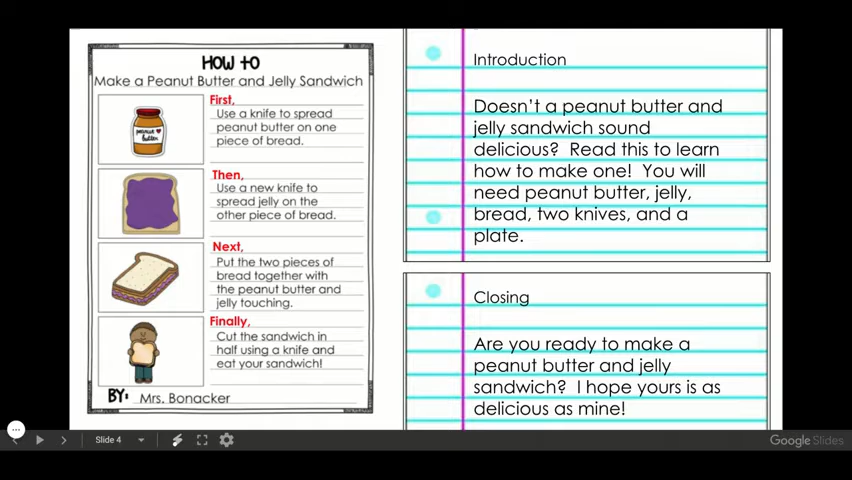 HOW TO
Make a Peanut Butter and Jelly Sandwich
First,
Use a knife to spread
peanut butter on one
piece of bread.
peanut
butter
Then,
Use a new knife to
spread jelly on the
other piece of bread.
Next,
Put the two pieces of
bread together with
the peanut butter and
jelly touching.
Finally,
Cut the sandwich in
half using a knife and
eat your sandwich!
BY: Mrs. Bonacker
Introduction
Doesn't a peanut butter and
jelly sandwich sound
delicious? Read this to learn
how to make one! You will
need peanut butter, jelly,
bread, two knives, and a
plate.
Closing
Are you ready to make a
peanut butter and jelly
sandwich? I hope yours is as
delicious as mine!
Slide 4
Google Slides